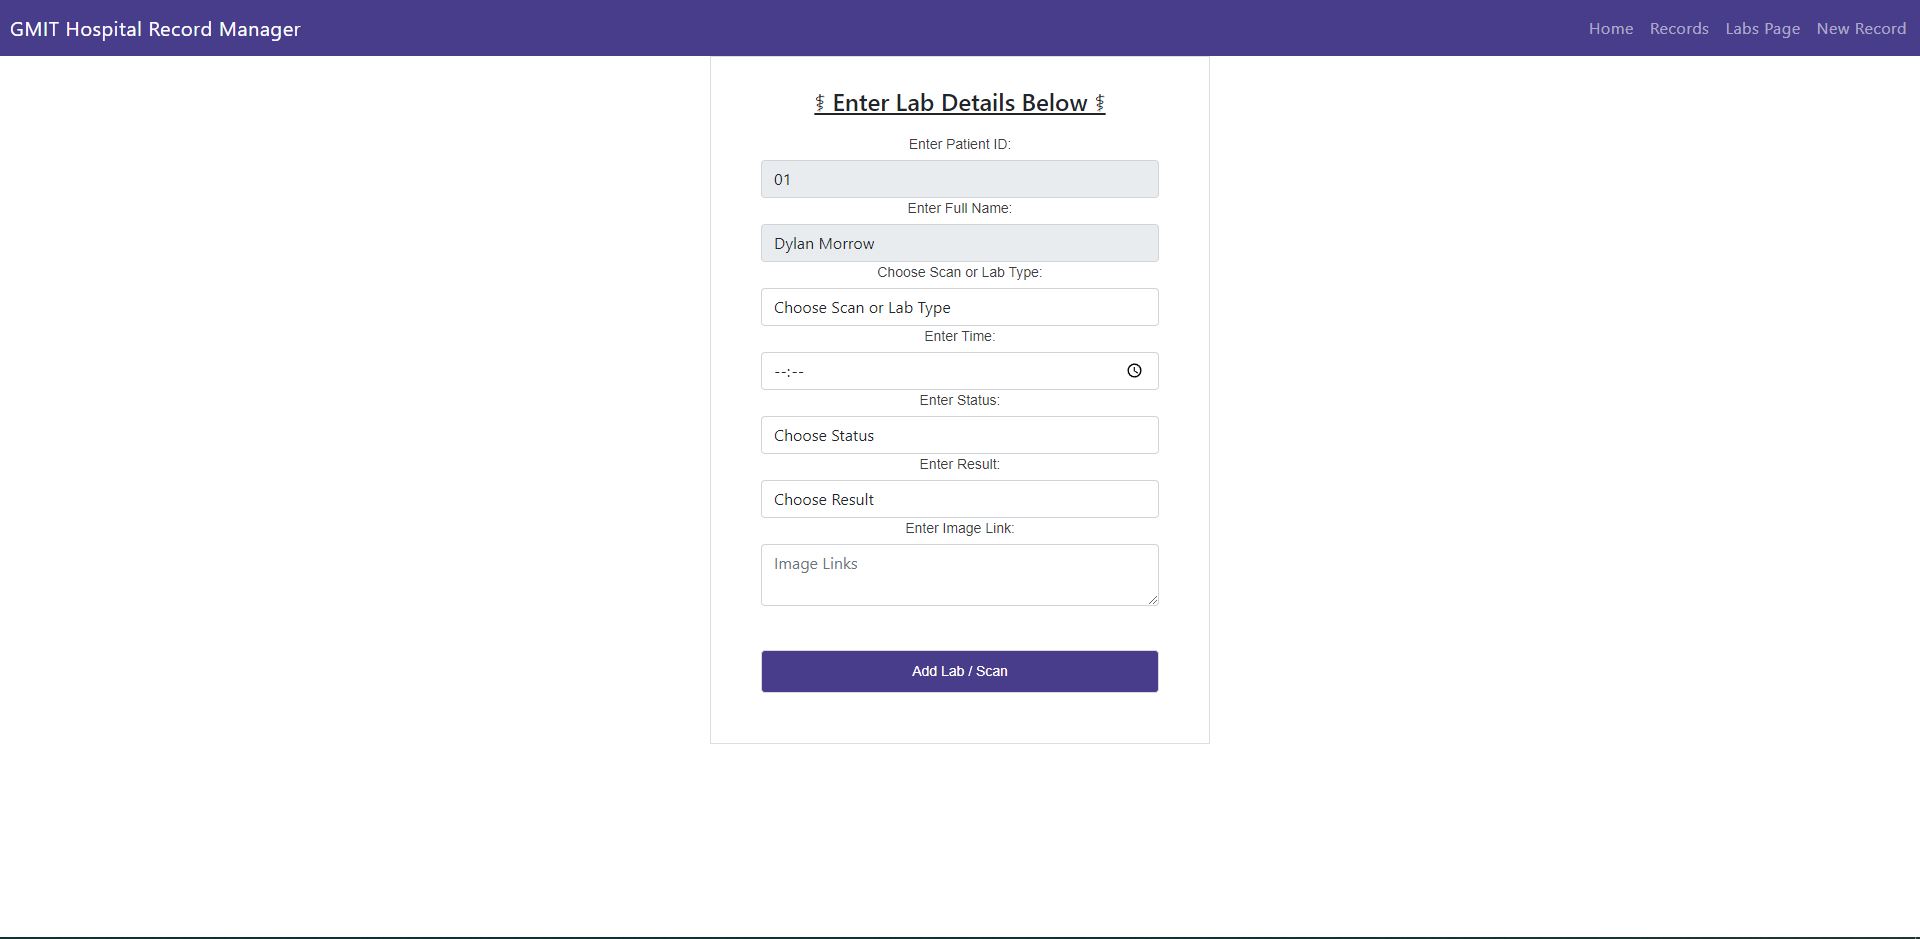 GMIT Hospital Record Manager
Home Records Labs Page New Record
⚕ Enter Lab Details Below ⚕
Enter Patient ID:
01
Enter Full Name:
Dylan Morrow
Choose Scan or Lab Type:
Choose Scan or Lab Type
Enter Time:
--:--
Enter Status:
Choose Status
Enter Result:
Choose Result
Enter Image Link:
Image Links
Add Lab / Scan